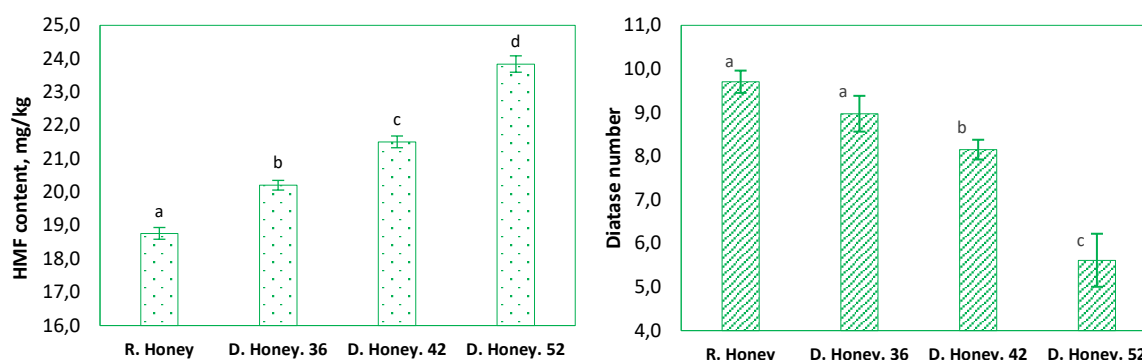 HMF content, mg/kg
25,0
24,0
23,0
22,0
21,0
20,0
19,0
18,0
17,0
16,0
a
b
c
d
R. Honey D. Honey. 36 D. Honey. 42 D. Honey. 52
Diatase number
11,0
10,0
9,0
8,0
7,0
6,0
5,0
4,0
a
a
b
c
R. Honey D. Honey. 36 D. Honey. 42 D. Honey. 52